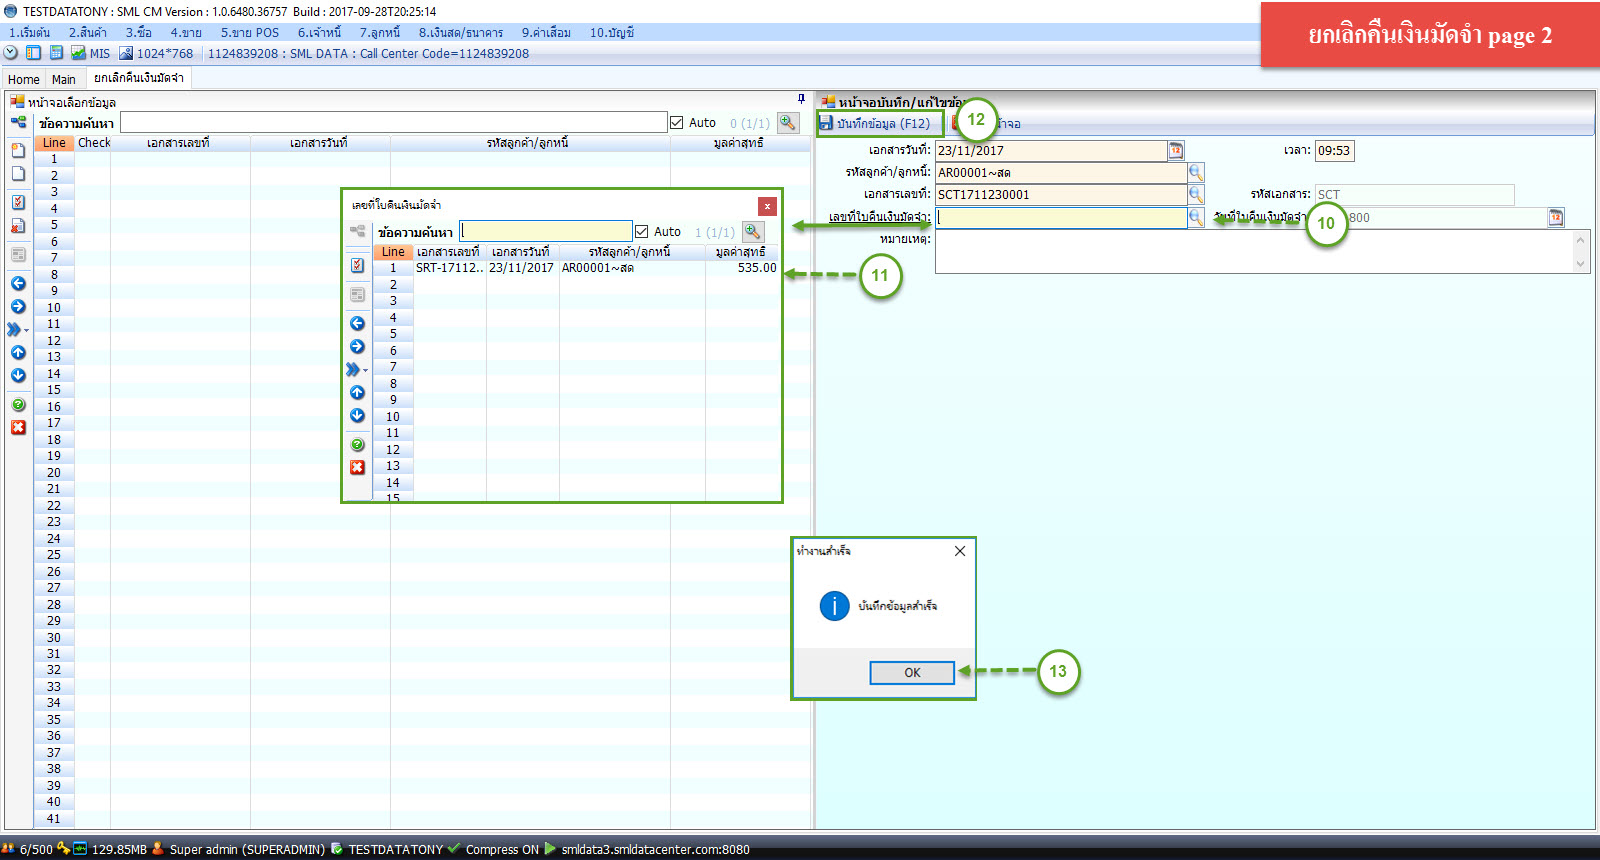 TESTDATATONY : SML CM Version : 1.0.6480.36757 Build : 2017-09-28T20:25:14
ยกเลิกคืนเงินมัดจำ page 2
1.เริ่มต้น 2.สินค้า 3.ซื้อ 4.ขาย 5.ขาย POS 6.เจ้าหนี้ 7.ลูกหนี้ 8.เงินสด/ธนาคาร 9.ค่าเสื่อม 10.บัญชี
MIS 1024*768 1124839208 : SML DATA : Call Center Code=1124839208
Home Main ยกเลิกคืนเงินมัดจำ
หน้าจอเลือกข้อมูล
ข้อความค้นหา Auto 0 (1/1)
Line Check เอกสารเลขที่ เอกสารวันที่ รหัสลูกค้า/ลูกหนี้ มูลค่าสุทธิ
1
2
3
4
5
6
7
8
9
10
11
12
13
14
15
16
17
18
19
20
21
22
23
24
25
26
27
28
29
30
31
32
33
34
35
36
37
38
39
40
41
เลขที่ใบคืนเงินมัดจำ
x
ข้อความค้นหา Auto 1 (1/1)
Line เอกสารเลขที่ เอกสารวันที่ รหัสลูกค้า/ลูกหนี้ มูลค่าสุทธิ
1 SRT-17112.. 23/11/2017 AR00001~สด 535.00
2
3
4
5
6
7
8
9
10
11
12
13
14
15
11
หน้าจอบันทึก/แก้ไขข้อ
บันทึกข้อมูล (F12) 12 จอ
เอกสารวันที่: 23/11/2017 12 เวลา: 09:53
รหัสลูกค้า/ลูกหนี้: AR00001~สด
เอกสารเลขที่: SCT1711230001 รหัสเอกสาร: SCT
เลขที่ใบคืนเงินมัดจำ: วันที่ใบคืนเงินมัดจำ 800 12
10
หมายเหตุ:
ทำงานสำเร็จ
บันทึกข้อมูลสำเร็จ
OK
13
6/500 129.85MB Super admin (SUPERADMIN) TESTDATATONY Compress ON smldata3.smldatacenter.com:8080